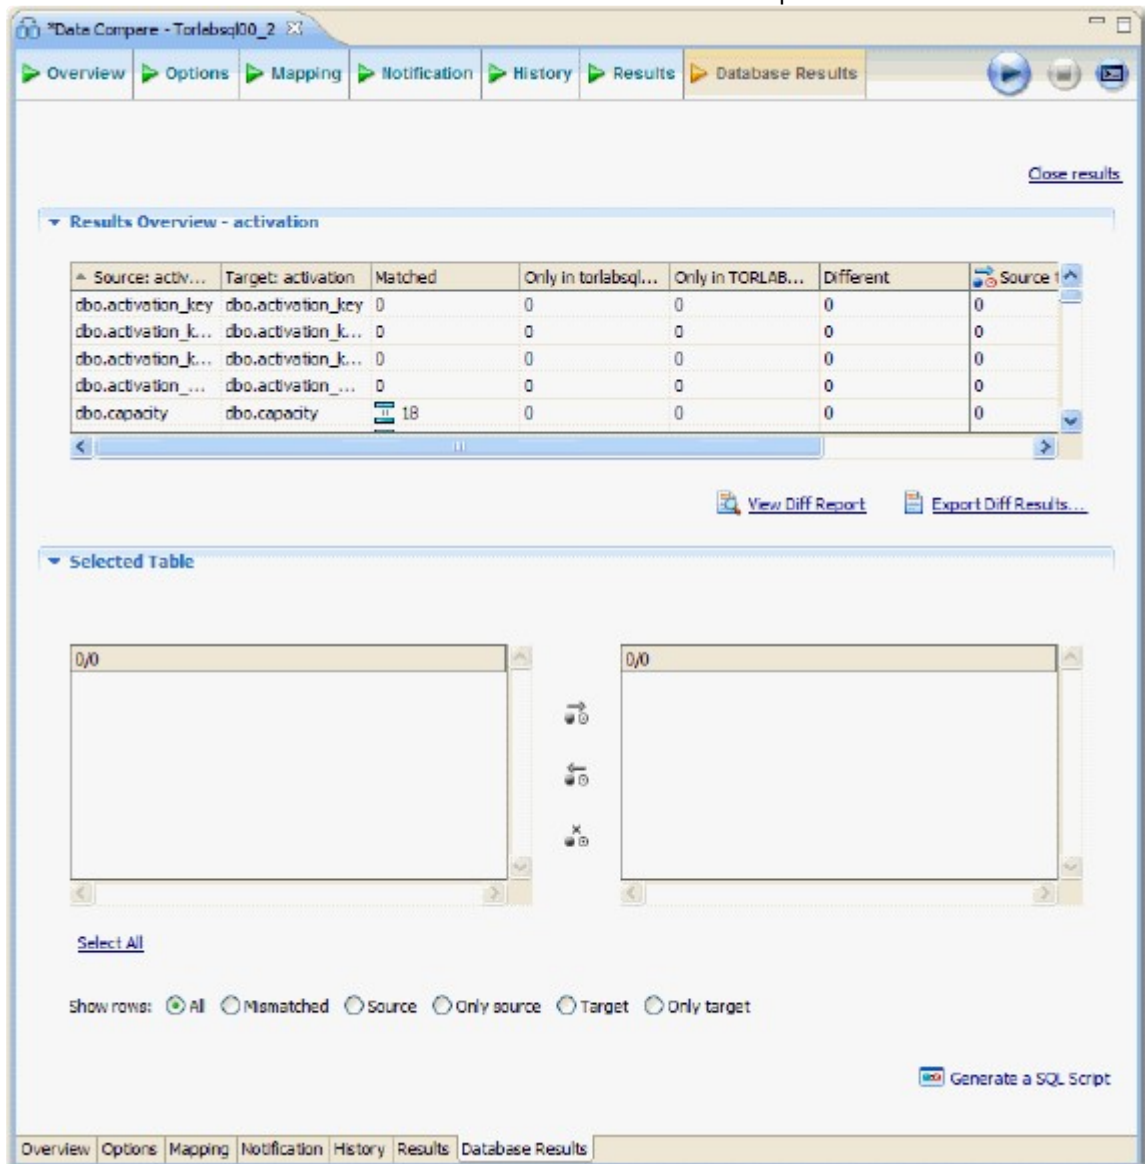 *Data Compare - Torlabsql00_2
Overview Options Mapping Notification History Results Database Results
Close results
Results Overview - activation
Source: activ... Target: activation Matched Only in torlabsql... Only in TORLAB... Different Source t
dbo.activation_key dbo.activation_key 0 0 0 0 0
dbo.activation_k... dbo.activation_k... 0 0 0 0 0
dbo.activation_k... dbo.activation_k... 0 0 0 0 0
dbo.activation_... dbo.activation_... 0 0 0 0 0
dbo.capacity dbo.capacity 18 0 0 0 0
View Diff Report Export Diff Results...
Selected Table
0/0 0/0
Select All
Show rows: All Mismatched Source Only source Target Only target
Generate a SQL Script
Overview Options Mapping Notification History Results Database Results